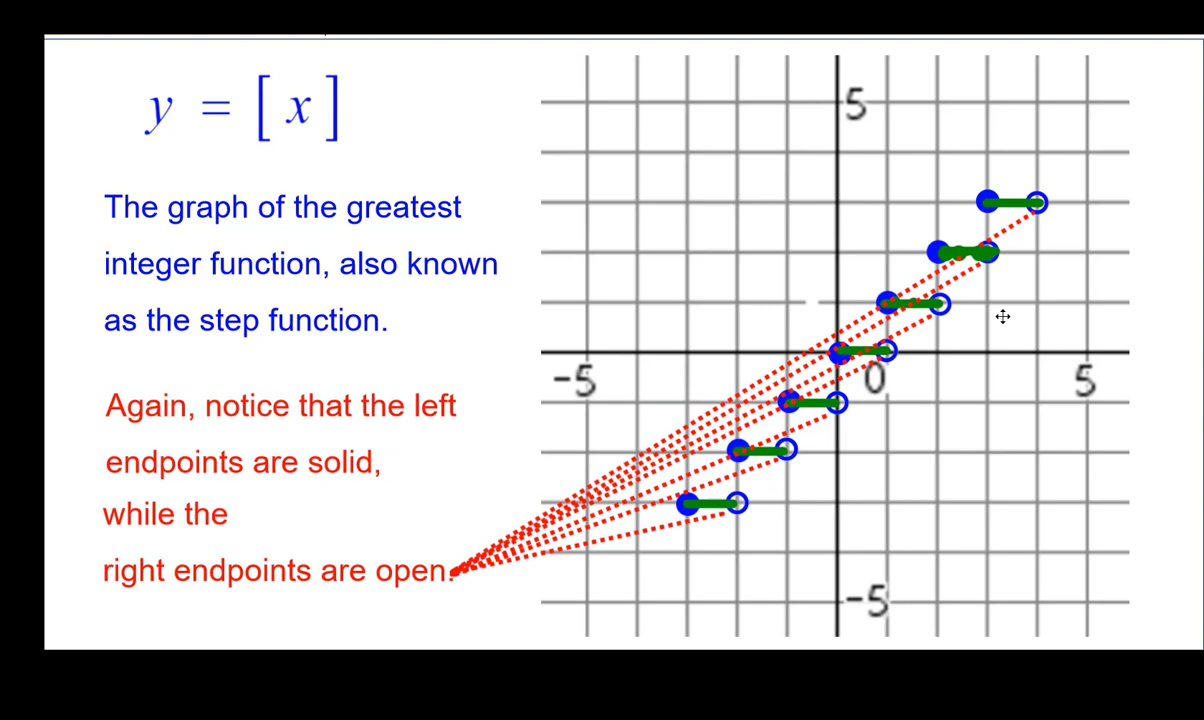 y = [ x ]
The graph of the greatest
integer function, also known
as the step function.
Again, notice that the left
endpoints are solid,
while the
right endpoints are open.
5
-5
0
5
-5